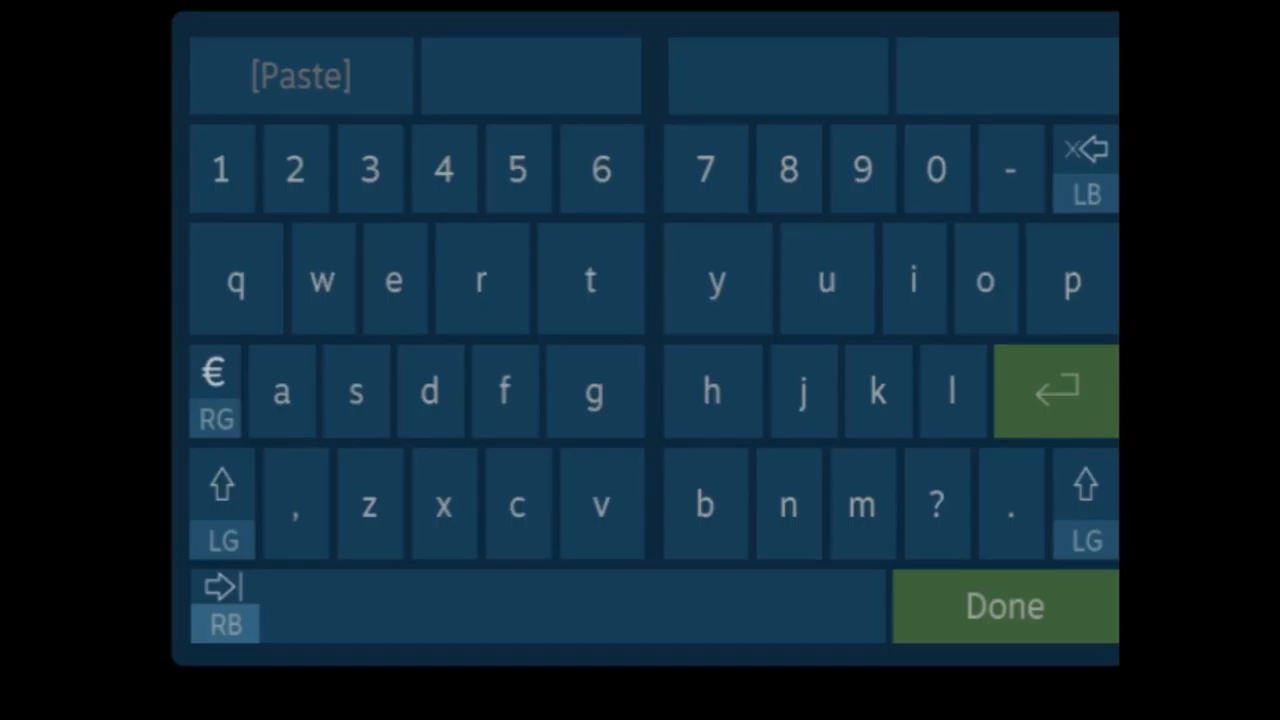 [Paste]
1 2 3 4 5 6 7 8 9 0 - LB
q w e r t y u i o p
€ RG a s d f g h j k l
LG , z x c v b n m ? . LG
RB Done